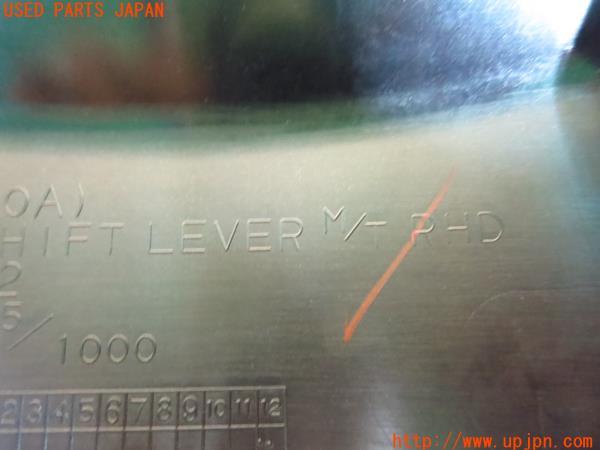 USED PARTS JAPAN
0A)
HIFT LEVER M/T RHD
2
5/1000
2 3 4 5 6 7 8 9 10 11 12
http://www.upjpn.com/